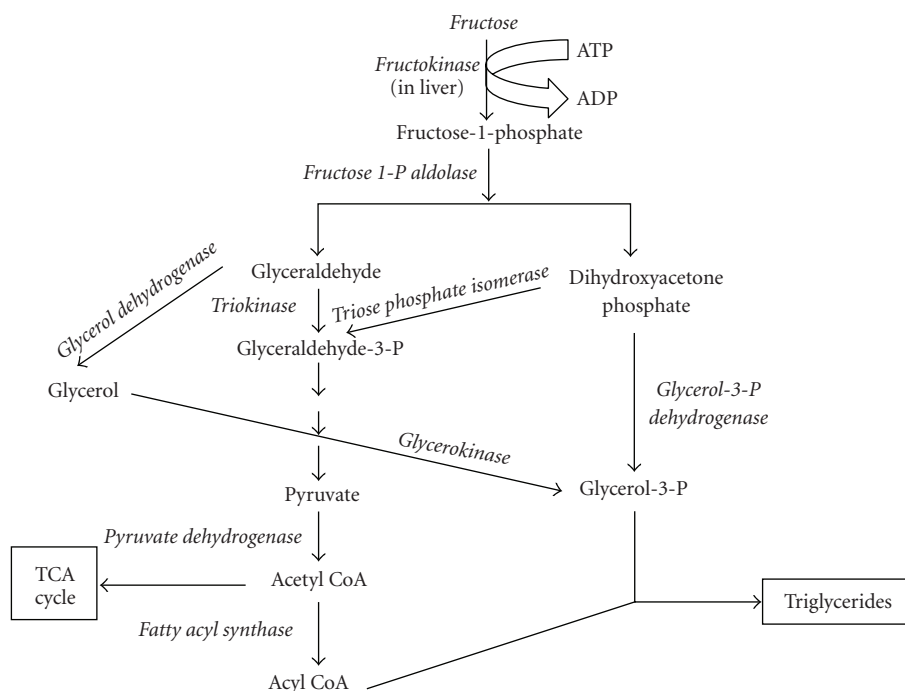 Fructose
Fructokinase
(in liver)
ATP
ADP
Fructose-1-phosphate
Fructose 1-P aldolase
Glycerol dehydrogenase
Glyceraldehyde
Triokinase
Triose phosphate isomerase
Dihydroxyacetone
phosphate
Glyceraldehyde-3-P
Glycerol
Glycerol-3-P
dehydrogenase
Glycerokinase
Pyruvate
Glycerol-3-P
Pyruvate dehydrogenase
TCA
cycle
Acetyl CoA
Triglycerides
Fatty acyl synthase
Acyl CoA